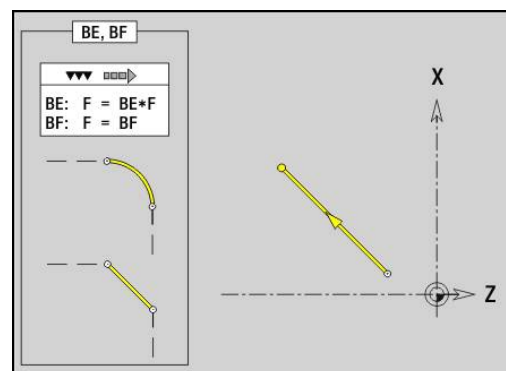 BE, BF
BE: F = BE*F
BF: F = BF
X
Z